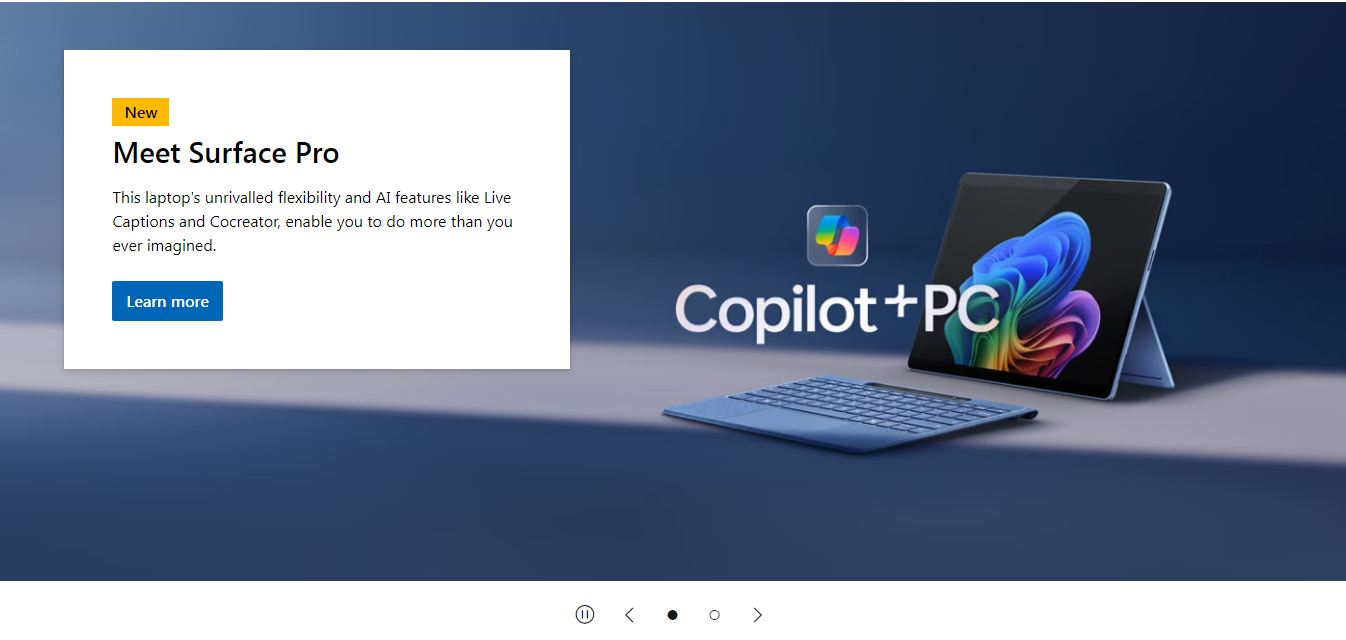 New
Meet Surface Pro
This laptop's unrivalled flexibility and AI features like Live
Captions and Cocreator, enable you to do more than you
ever imagined.
Learn more
Copilot+PC